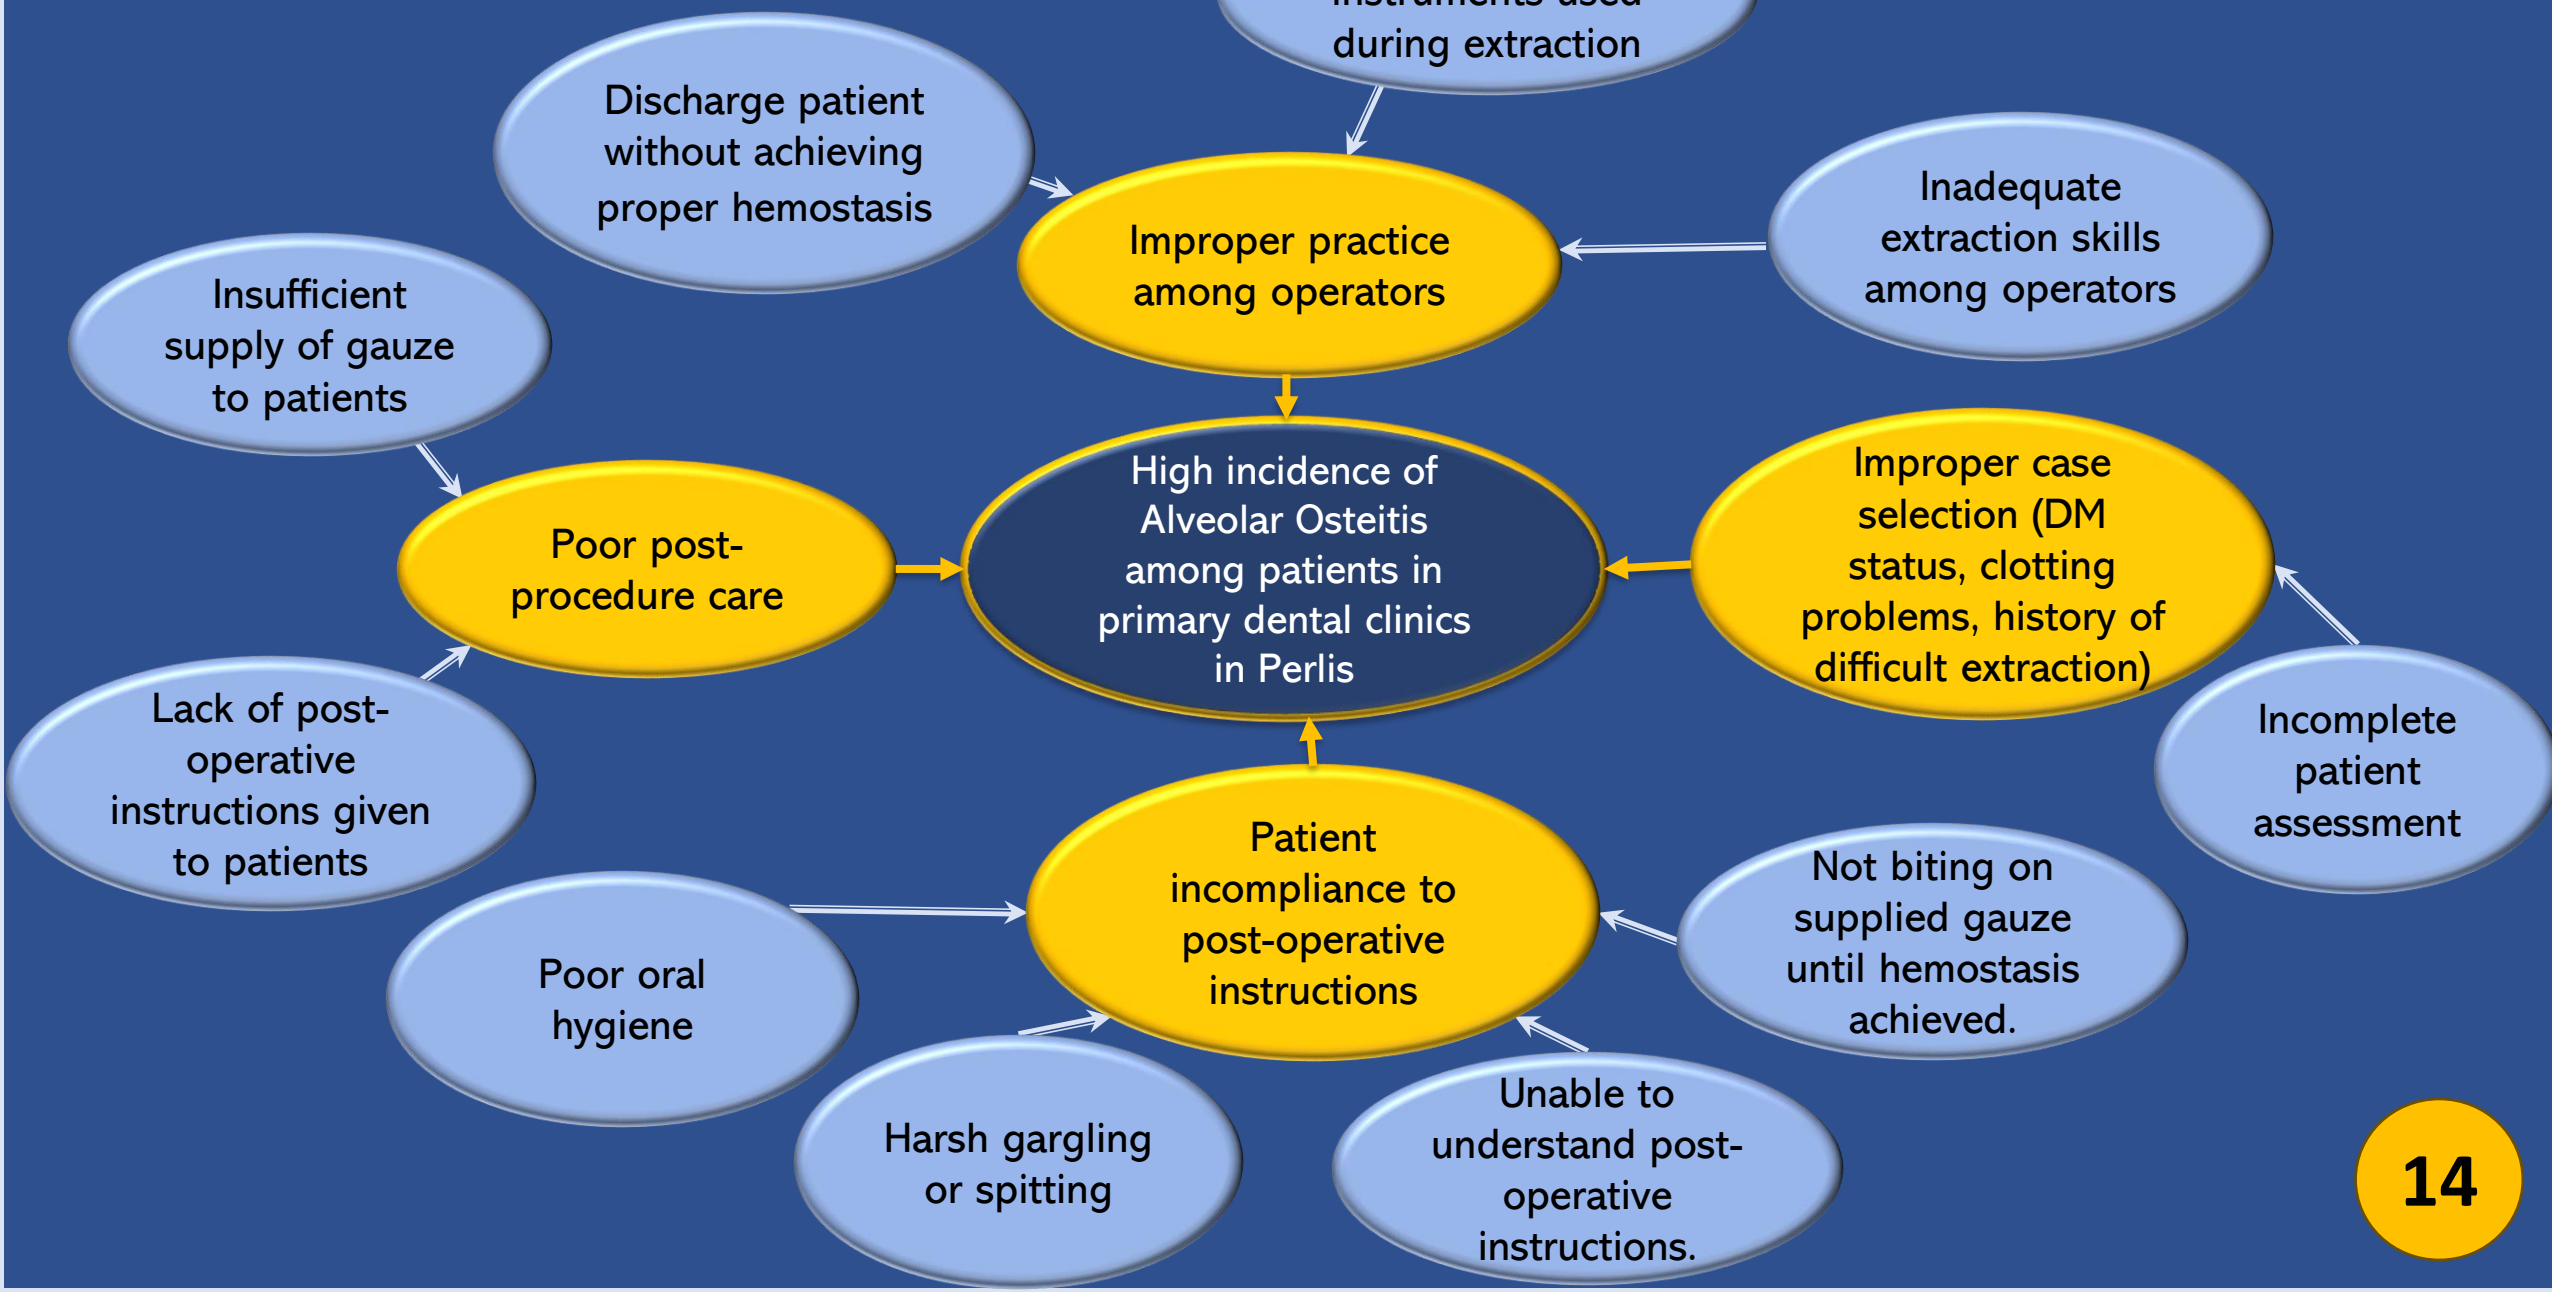 instruments used
during extraction
Discharge patient
without achieving
proper hemostasis
Improper practice
among operators
Inadequate
extraction skills
among operators
Insufficient
supply of gauze
to patients
High incidence of
Alveolar Osteitis
among patients in
primary dental clinics
in Perlis
Improper case
selection (DM
status, clotting
problems, history of
difficult extraction)
Poor post-
procedure care
Lack of post-
operative
instructions given
to patients
Incomplete
patient
assessment
Patient
incompliance to
post-operative
instructions
Not biting on
supplied gauze
until hemostasis
achieved.
Poor oral
hygiene
Harsh gargling
or spitting
Unable to
understand post-
operative
instructions.
14